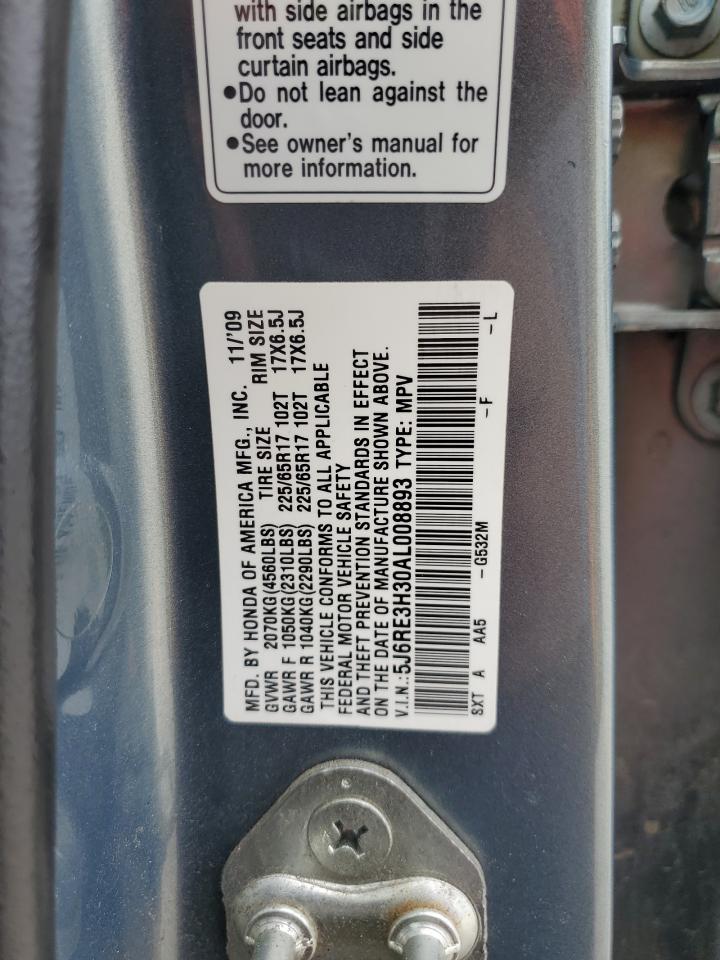 with side airbags in the
front seats and side
curtain airbags.
●Do not lean against the
door.
●See owner's manual for
more information.
MFD. BY HONDA OF AMERICA MFG., INC. 11/'09
GVWR 2070KG(4560LBS) TIRE SIZE RIM SIZE
GAWR F 1050KG(2310LBS) 225/65R17 102T 17X6.5J
GAWR R 1040KG(2290LBS) 225/65R17 102T 17X6.5J
THIS VEHICLE CONFORMS TO ALL APPLICABLE
FEDERAL MOTOR VEHICLE SAFETY
AND THEFT PREVENTION STANDARDS IN EFFECT
ON THE DATE OF MANUFACTURE SHOWN ABOVE.
V.I.N.:5J6RE3H30AL008893 TYPE: MPV
SXT A AA5 -G532M -F -L